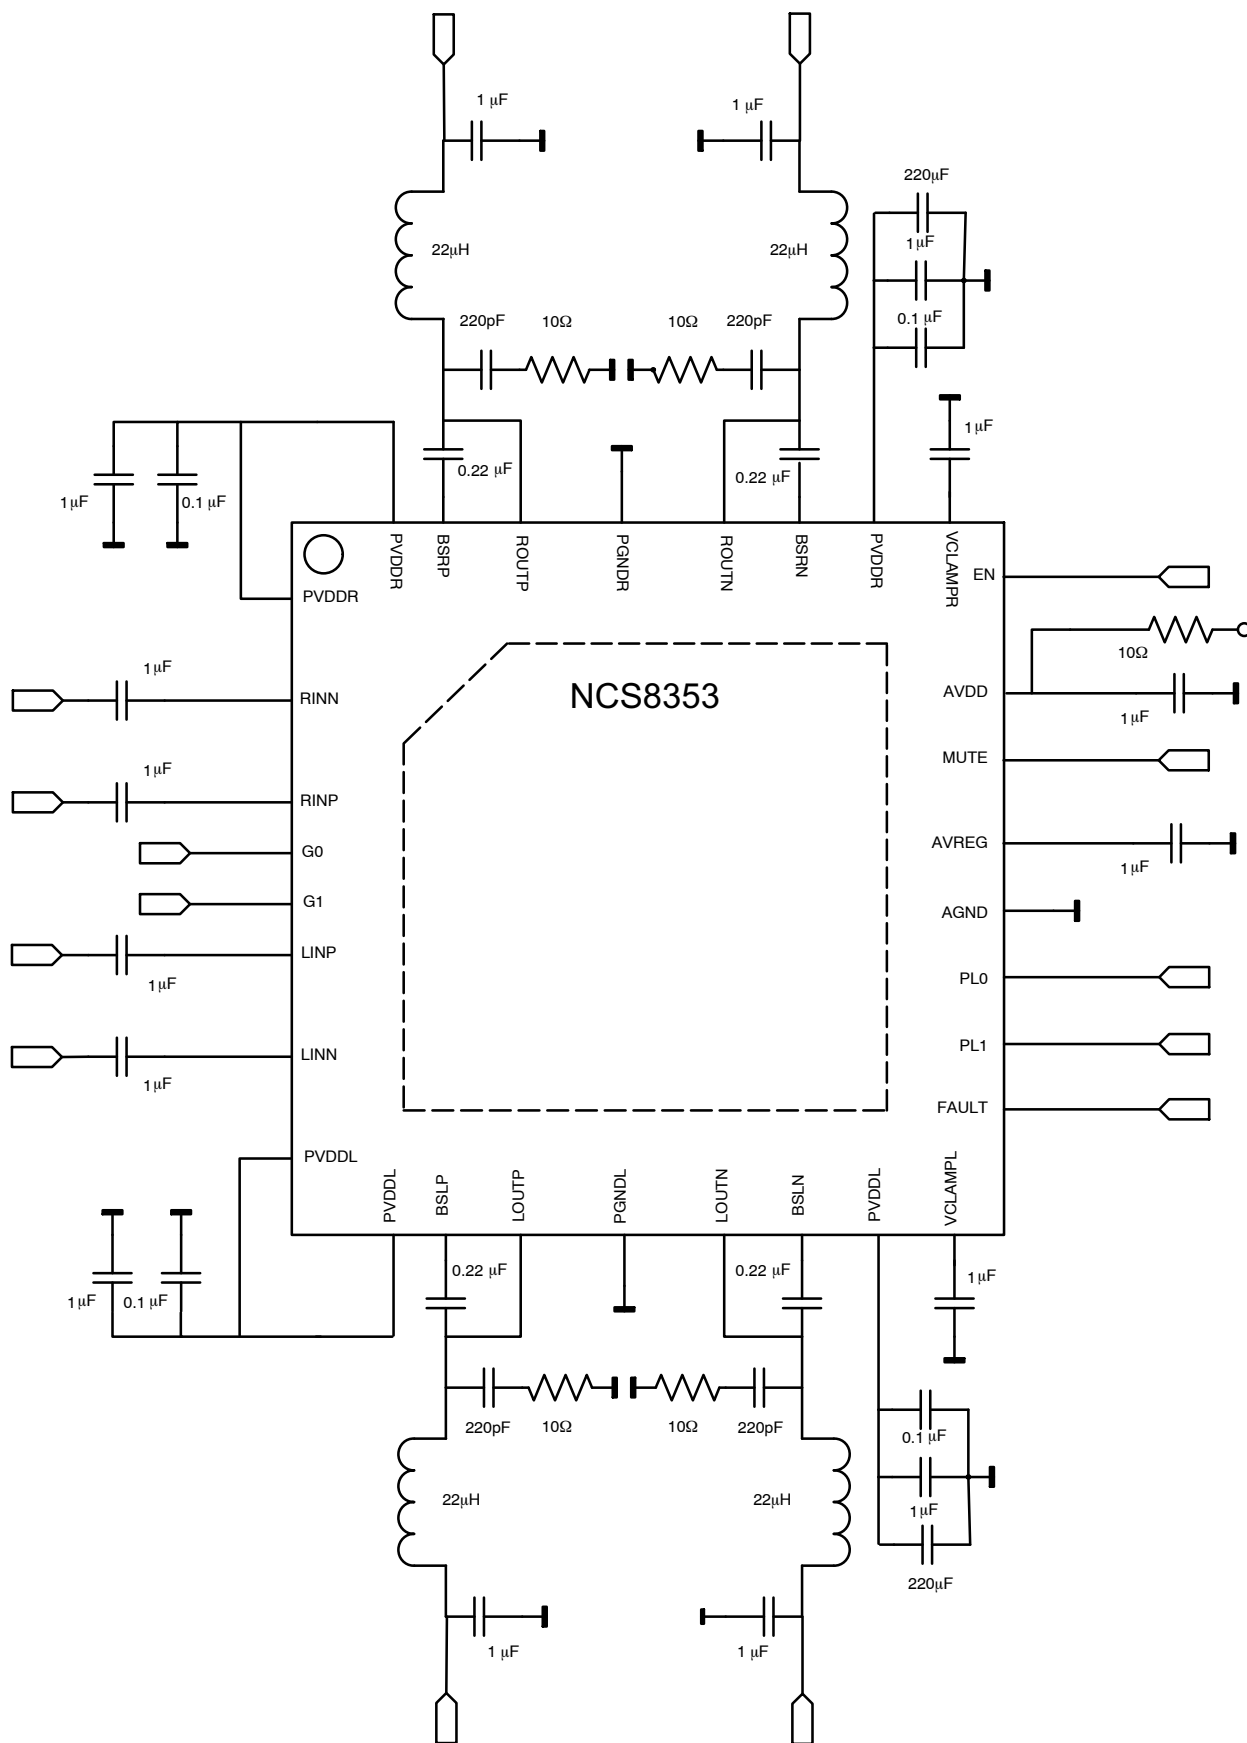 1 μF
1 μF
220μF
22μH
22μH
1μF
0.1 μF
220pF
10Ω
10Ω
220pF
1μF
0.22 μF
0.22 μF
1μF
0.1 μF
PVDDR
BSRP
ROUTP
PGNDR
ROUTN
BSRN
PVDDR
VCLAMPR
EN
PVDDR
10Ω
1μF
RINN
NCS8353
AVDD
1μF
MUTE
1μF
RINP
G0
AVREG
1μF
G1
AGND
LINP
1μF
PL0
LINN
1μF
PL1
FAULT
PVDDL
PVDDL
BSLP
LOUTP
PGNDL
LOUTN
BSLN
PVDDL
VCLAMPL
0.22 μF
0.22 μF
1μF
1μF
0.1 μF
220pF
10Ω
10Ω
220pF
0.1 μF
22μH
22μH
1μF
220μF
1 μF
1 μF